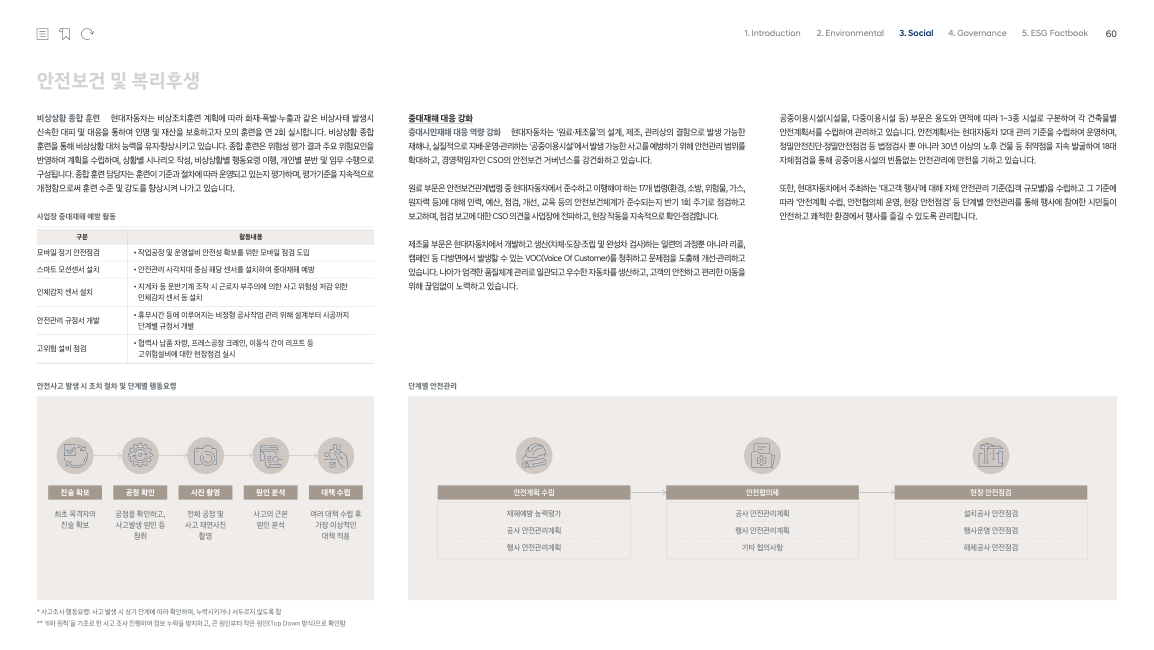 1. Introduction 2. Environmental 3. Social 4. Governance 5. ESG Factbook 60
안전보건 및 복리후생
비상상황 종합 훈련 현대자동차는 비상조치훈련 계획에 따라 화재·폭발·누출과 같은 비상사태 발생시
신속한 대피 및 대응을 통하여 인명 및 재산을 보호하고자 모의 훈련을 연 2회 실시합니다. 비상상황 종합
훈련을 통해 비상상황 대처 능력을 유지·향상시키고 있습니다. 종합 훈련은 위험성 평가 결과 주요 위험요인을
반영하여 계획을 수립하며, 상황별 시나리오 작성, 비상상황별 행동요령 이행, 개인별 분반 및 임무 수행으로
구성됩니다. 종합 훈련 담당자는 훈련이 기준과 절차에 따라 운영되고 있는지 평가하며, 평가기준을 지속적으로
개정함으로써 훈련 수준 및 강도를 향상시켜 나가고 있습니다.
사업장 중대재해 예방 활동
구분 활동내용
모바일 정기 안전점검 • 작업공정 및 운영설비 안전성 확보를 위한 모바일 점검 도입
스마트 모션센서 설치 • 안전관리 사각지대 중심 해당 센서를 설치하여 중대재해 예방
인체감지 센서 설치 • 지게차 등 운반기계 조작 시 근로자 부주의에 의한 사고 위험성 저감 위한
인체감지 센서 등 설치
안전관리 규정서 개발 • 휴무시간 등에 이루어지는 비정형 공사작업 관리 위해 설계부터 시공까지
단계별 규정서 개발
고위험 설비 점검 • 협력사 납품 차량, 프레스공장 크레인, 이동식 간이 리프트 등
고위험설비에 대한 현장점검 실시
안전사고 발생 시 조치 절차 및 단계별 행동요령
진술 확보 공정 확인 사진 촬영 원인 분석 대책 수립
최초 목격자의 공정을 확인하고, 전체 공정 및 사고의 근본 여러 대책 수립 후
진술 확보 사고발생 원인 등 사고 재연사진 원인 분석 가장 이상적인
청취 촬영 대책 적용
* 사고조사 행동요령: 사고 발생 시 상기 단계에 따라 확인하며, 누락시키거나 서두르지 않도록 함
** '6하 원칙'을 기초로 한 사고 조사 진행하며 정보 누락을 방지하고, 큰 원인부터 작은 원인(Top Down 방식)으로 확인함
중대재해 대응 강화
중대시민재해 대응 역량 강화 현대자동차는 '원료·제조물'의 설계, 제조, 관리상의 결함으로 발생 가능한
재해나, 실질적으로 지배·운영·관리하는 '공중이용시설'에서 발생 가능한 사고를 예방하기 위해 안전관리 범위를
확대하고, 경영책임자인 CSO의 안전보건 거버넌스를 강건화하고 있습니다.
원료 부문은 안전보건관계법령 중 현대자동차에서 준수하고 이행해야 하는 17개 법령(환경, 소방, 위험물, 가스,
원자력 등)에 대해 인력, 예산, 점검, 개선, 교육 등의 안전보건체계가 준수되는지 반기 1회 주기로 점검하고
보고하며, 점검 보고에 대한 CSO 의견을 사업장에 전파하고, 현장 작동을 지속적으로 확인·점검합니다.
제조물 부문은 현대자동차에서 개발하고 생산(차체·도장·조립 및 완성차 검사)하는 일련의 과정뿐 아니라 리콜,
캠페인 등 다방면에서 발생할 수 있는 VOC(Voice Of Customer)를 청취하고 문제점을 도출해 개선·관리하고
있습니다. 나아가 엄격한 품질체계 관리로 일관되고 우수한 자동차를 생산하고, 고객의 안전하고 편리한 이동을
위해 끊임없이 노력하고 있습니다.
공중이용시설(시설물, 다중이용시설 등) 부문은 용도와 면적에 따라 1~3종 시설로 구분하여 각 건축물별
안전계획서를 수립하여 관리하고 있습니다. 안전계획서는 현대자동차 12대 관리 기준을 수립하여 운영하며,
정밀안전진단·정밀안전점검 등 법정검사 뿐 아니라 30년 이상의 노후 건물 등 취약점을 지속 발굴하여 18대
자체점검을 통해 공중이용시설의 빈틈없는 안전관리에 만전을 기하고 있습니다.
또한, 현대자동차에서 주최하는 '대고객 행사'에 대해 자체 안전관리 기준(집객 규모별)을 수립하고 그 기준에
따라 '안전계획 수립, 안전협의체 운영, 현장 안전점검' 등 단계별 안전관리를 통해 행사에 참여한 시민들이
안전하고 쾌적한 환경에서 행사를 즐길 수 있도록 관리합니다.
단계별 안전관리
안전계획 수립 안전협의체 현장 안전점검
재해예방 능력평가 공사 안전관리계획 설치공사 안전점검
공사 안전관리계획 행사 안전관리계획 행사운영 안전점검
행사 안전관리계획 기타 협의사항 해체공사 안전점검